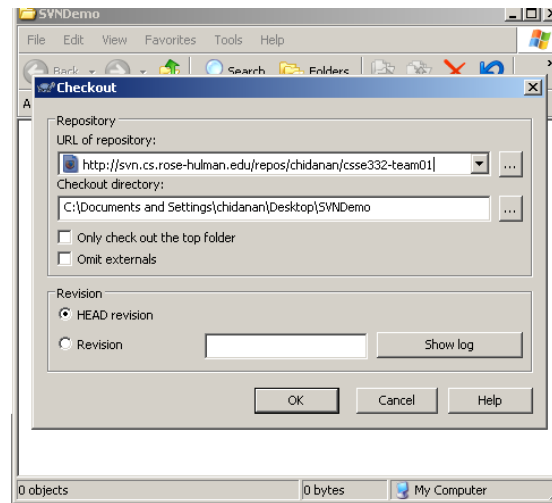 SVNDemo
File Edit View Favorites Tools Help
Back Search Folders
Checkout
A
Repository
URL of repository:
http://svn.cs.rose-hulman.edu/repos/chidanan/csse332-team01
...
Checkout directory:
C:\Documents and Settings\chidanan\Desktop\SVNDemo
...
Only check out the top folder
Omit externals
Revision
HEAD revision
Revision Show log
OK Cancel Help
0 objects 0 bytes My Computer